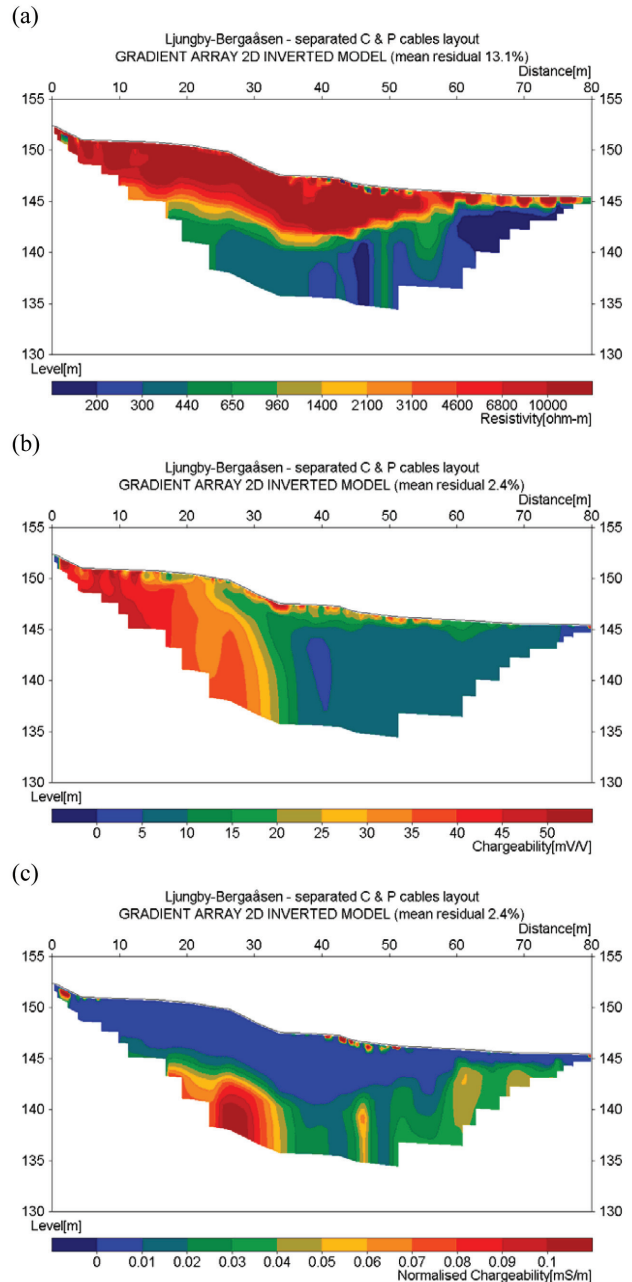 (a)
Ljungby-Bergaåsen - separated C & P cables layout
GRADIENT ARRAY 2D INVERTED MODEL (mean residual 13.1%)
Distance[m]
0 10 20 30 40 50 60 70 80
155 155
150 150
145 145
140 140
135 135
130 130
Level[m]
200 300 440 650 960 1400 2100 3100 4600 6800 10000
Resistivity[ohm-m]
(b)
Ljungby-Bergaåsen - separated C & P cables layout
GRADIENT ARRAY 2D INVERTED MODEL (mean residual 2.4%)
Distance[m]
0 10 20 30 40 50 60 70 80
155 155
150 150
145 145
140 140
135 135
130 130
Level[m]
0 5 10 15 20 25 30 35 40 45 50
Chargeability[mV/V]
(c)
Ljungby-Bergaåsen - separated C & P cables layout
GRADIENT ARRAY 2D INVERTED MODEL (mean residual 2.4%)
Distance[m]
0 10 20 30 40 50 60 70 80
155 155
150 150
145 145
140 140
135 135
130 130
Level[m]
0 0.01 0.02 0.03 0.04 0.05 0.06 0.07 0.08 0.09 0.1
Normalised Chargeability[mS/m]